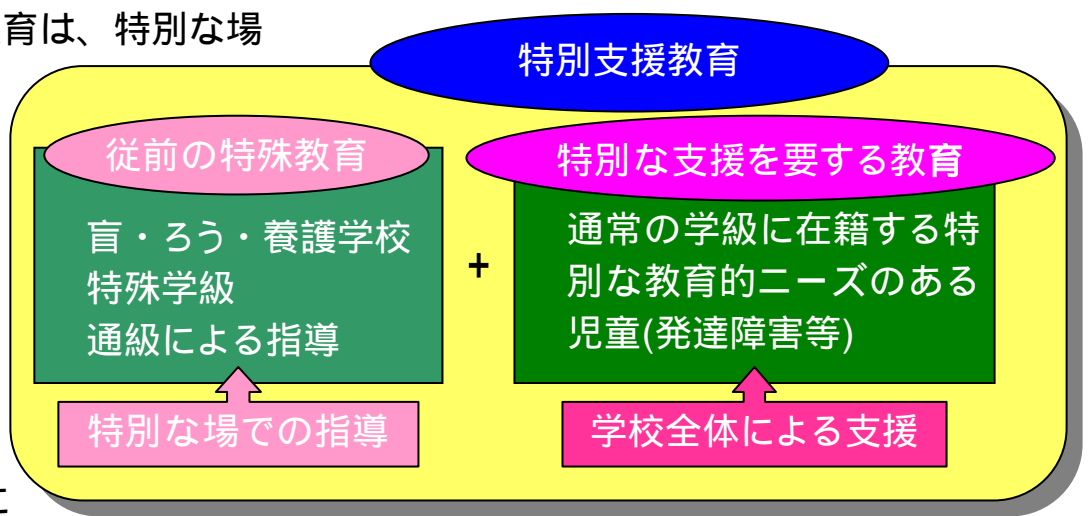 育は、特別な場
特別支援教育
従前の特殊教育
盲・ろう・養護学校
特殊学級
通級による指導
特別な場での指導
+
特別な支援を要する教育
通常の学級に在籍する特
別な教育的ニーズのある
児童(発達障害等)
学校全体による支援